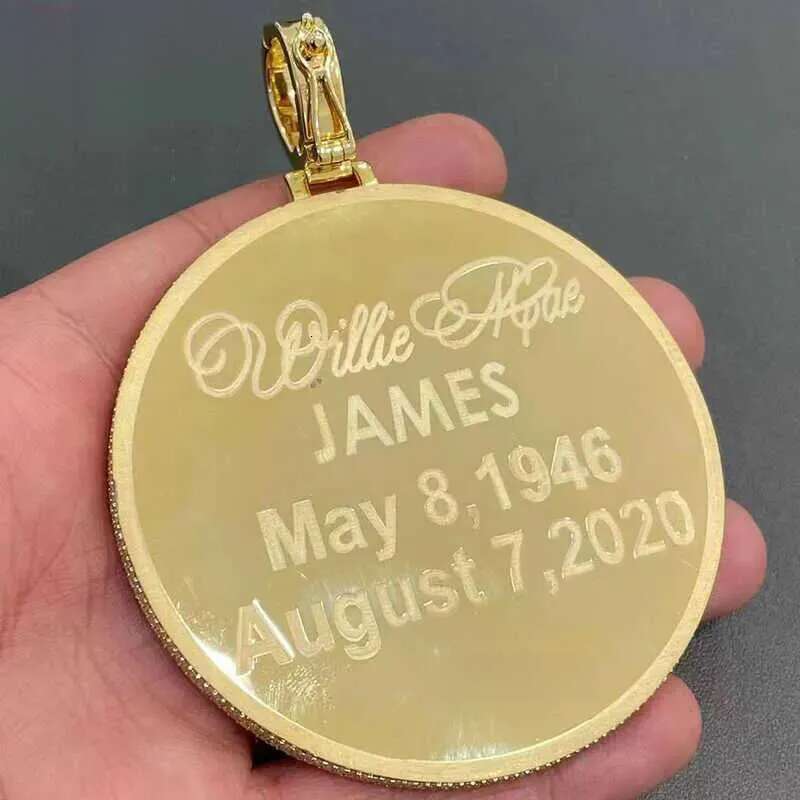 Willie Mae
JAMES
May 8,1946
August 7,2020